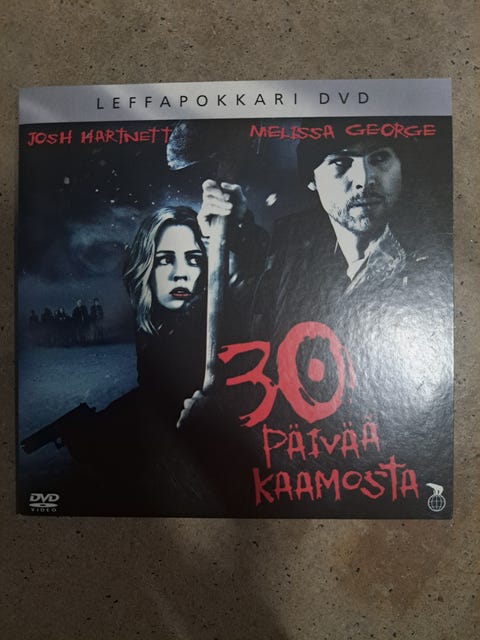 LEFFAPOKKARI DVD
JOSH HARTNETT
MELISSA GEORGE
30
PÄIVÄÄ
KAAMOSTA
DVD
VIDEO